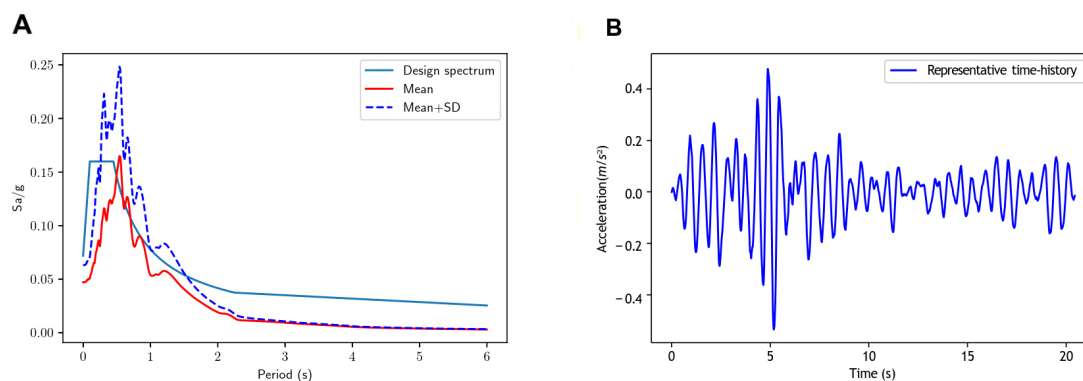 A
0.25
0.20
0.15
0.10
0.05
0.00
Sa/g
0 1 2 3 4 5 6
Period (s)
Design spectrum
Mean
Mean+SD
B
0.4
0.2
0.0
−0.2
−0.4
Acceleration(m/s²)
0 5 10 15 20
Time (s)
Representative time-history